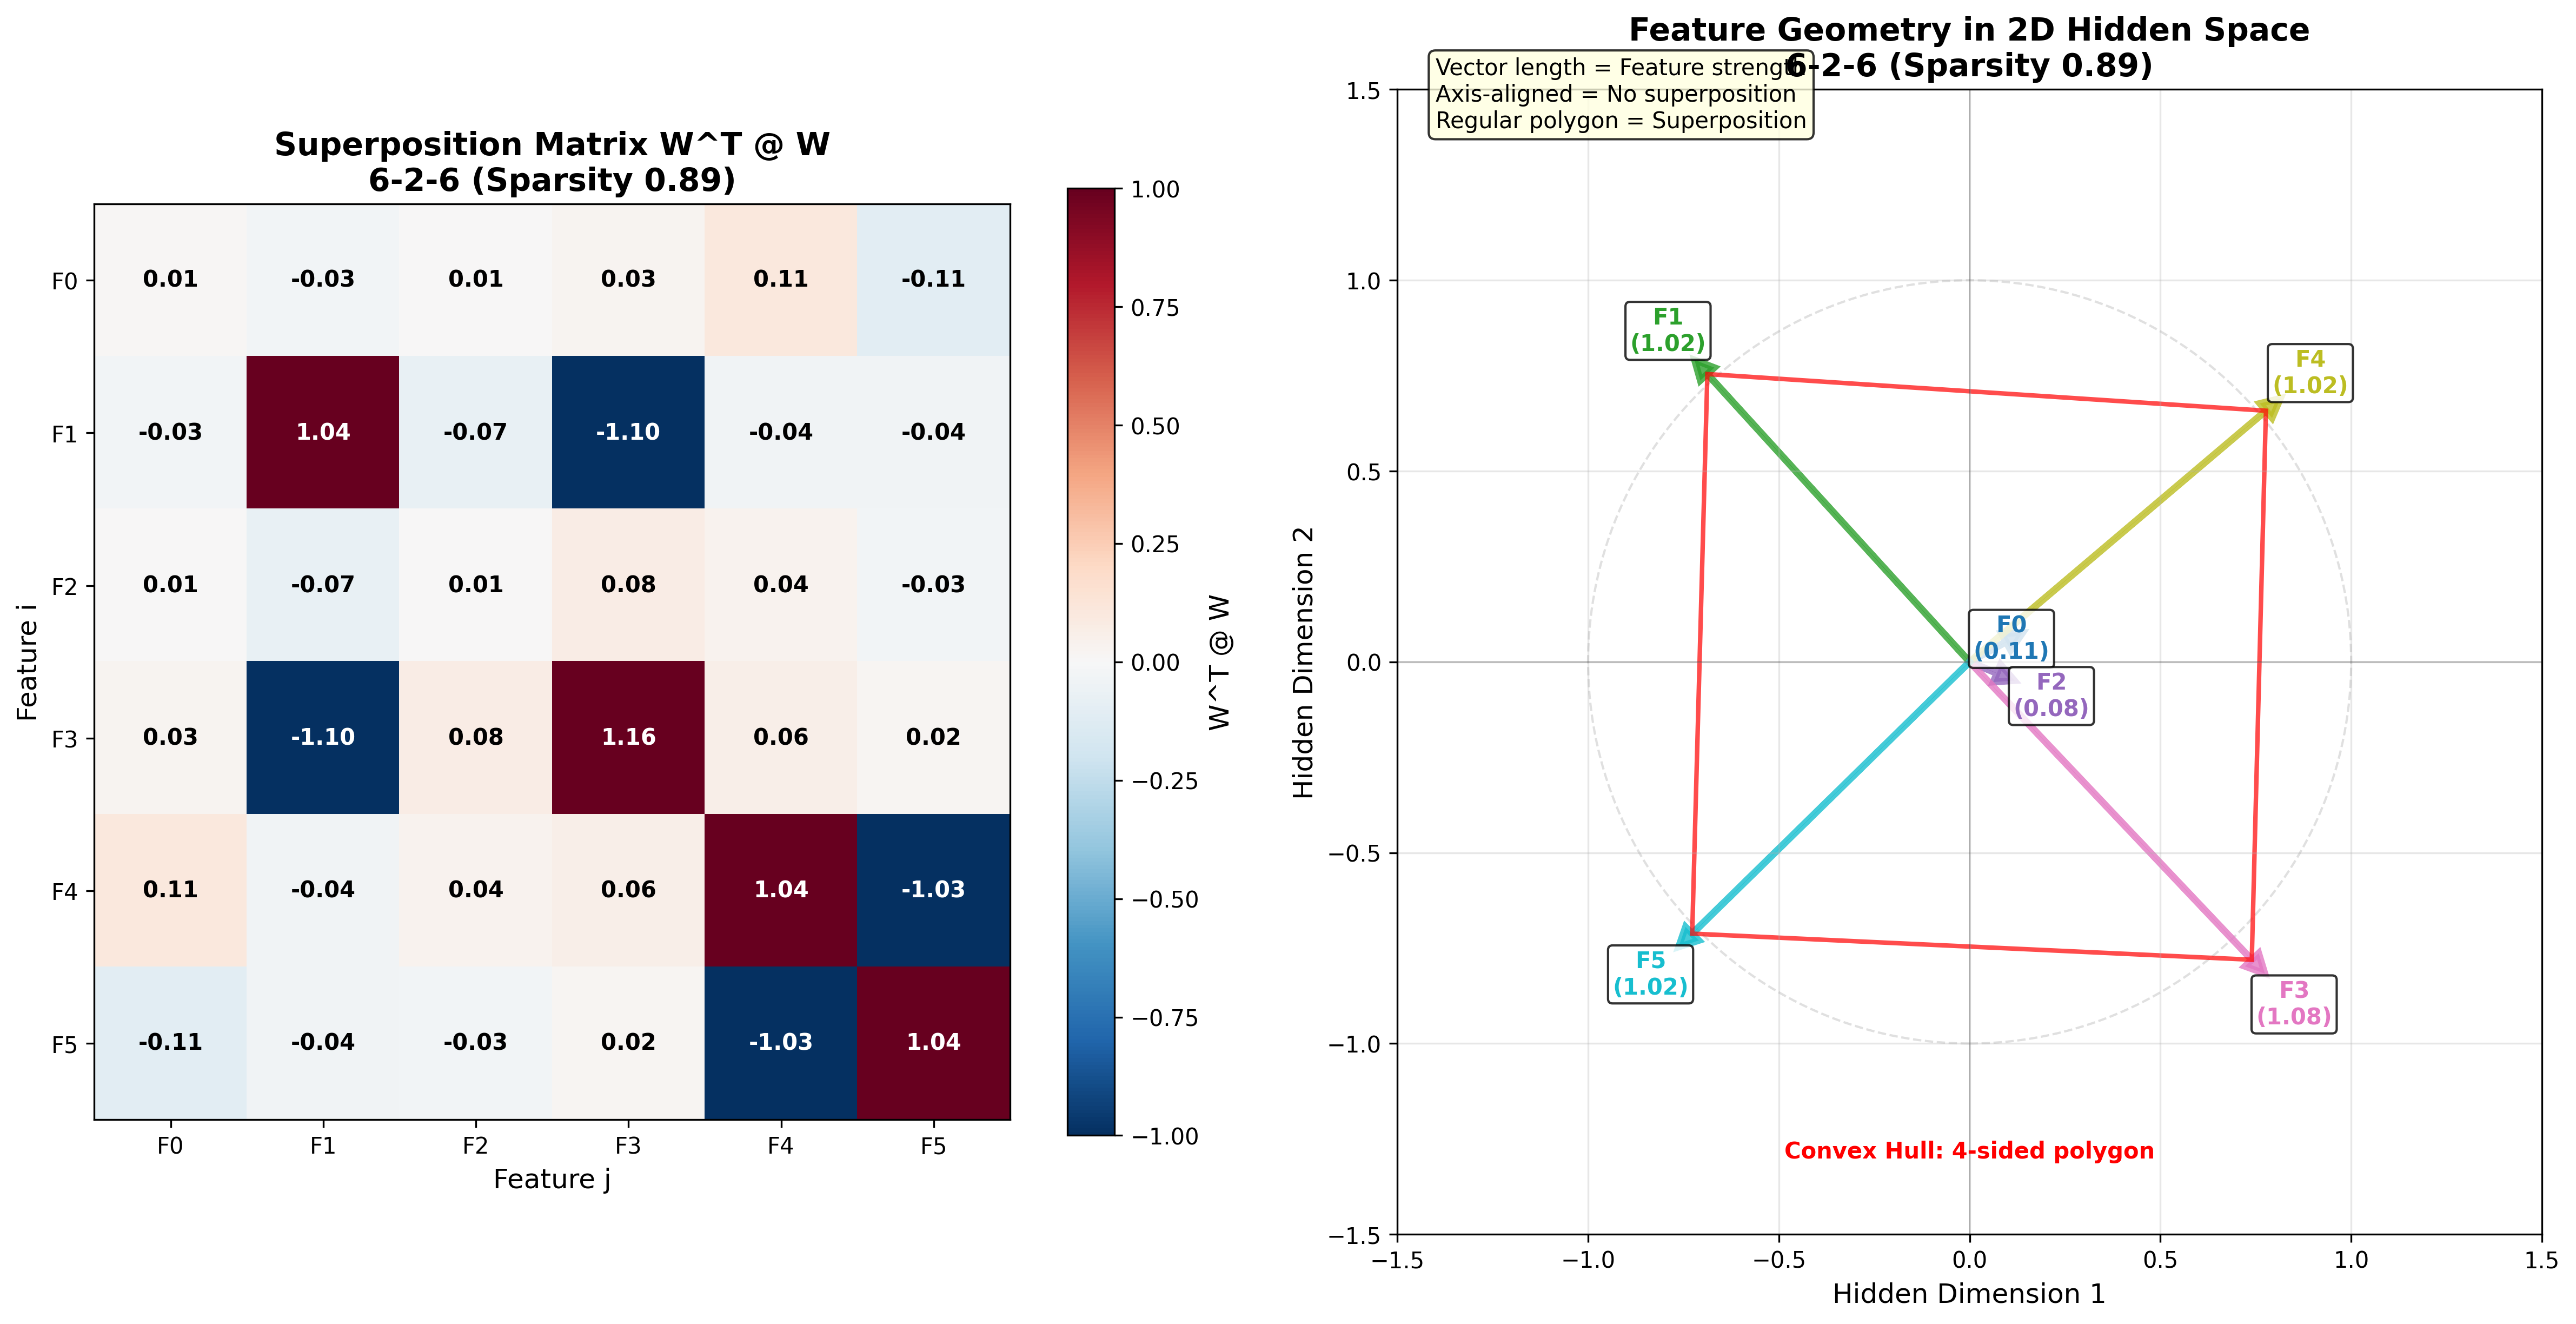 Superposition Matrix W^T @ W
6-2-6 (Sparsity 0.89)
F0 0.01 -0.03 0.01 0.03 0.11 -0.11
F1 -0.03 1.04 -0.07 -1.10 -0.04 -0.04
F2 0.01 -0.07 0.01 0.08 0.04 -0.03
F3 0.03 -1.10 0.08 1.16 0.06 0.02
F4 0.11 -0.04 0.04 0.06 1.04 -1.03
F5 -0.11 -0.04 -0.03 0.02 -1.03 1.04
F0 F1 F2 F3 F4 F5
Feature j
Feature i
1.00
0.75
0.50
0.25
0.00
−0.25
−0.50
−0.75
−1.00
W^T @ W
Feature Geometry in 2D Hidden Space
6-2-6 (Sparsity 0.89)
Vector length = Feature strength
Axis-aligned = No superposition
Regular polygon = Superposition
1.5
1.0
0.5
0.0
−0.5
−1.0
−1.5
Hidden Dimension 2
F1
(1.02)
F4
(1.02)
F0
(0.11)
F2
(0.08)
F5
(1.02)
F3
(1.08)
Convex Hull: 4-sided polygon
−1.5 −1.0 −0.5 0.0 0.5 1.0 1.5
Hidden Dimension 1